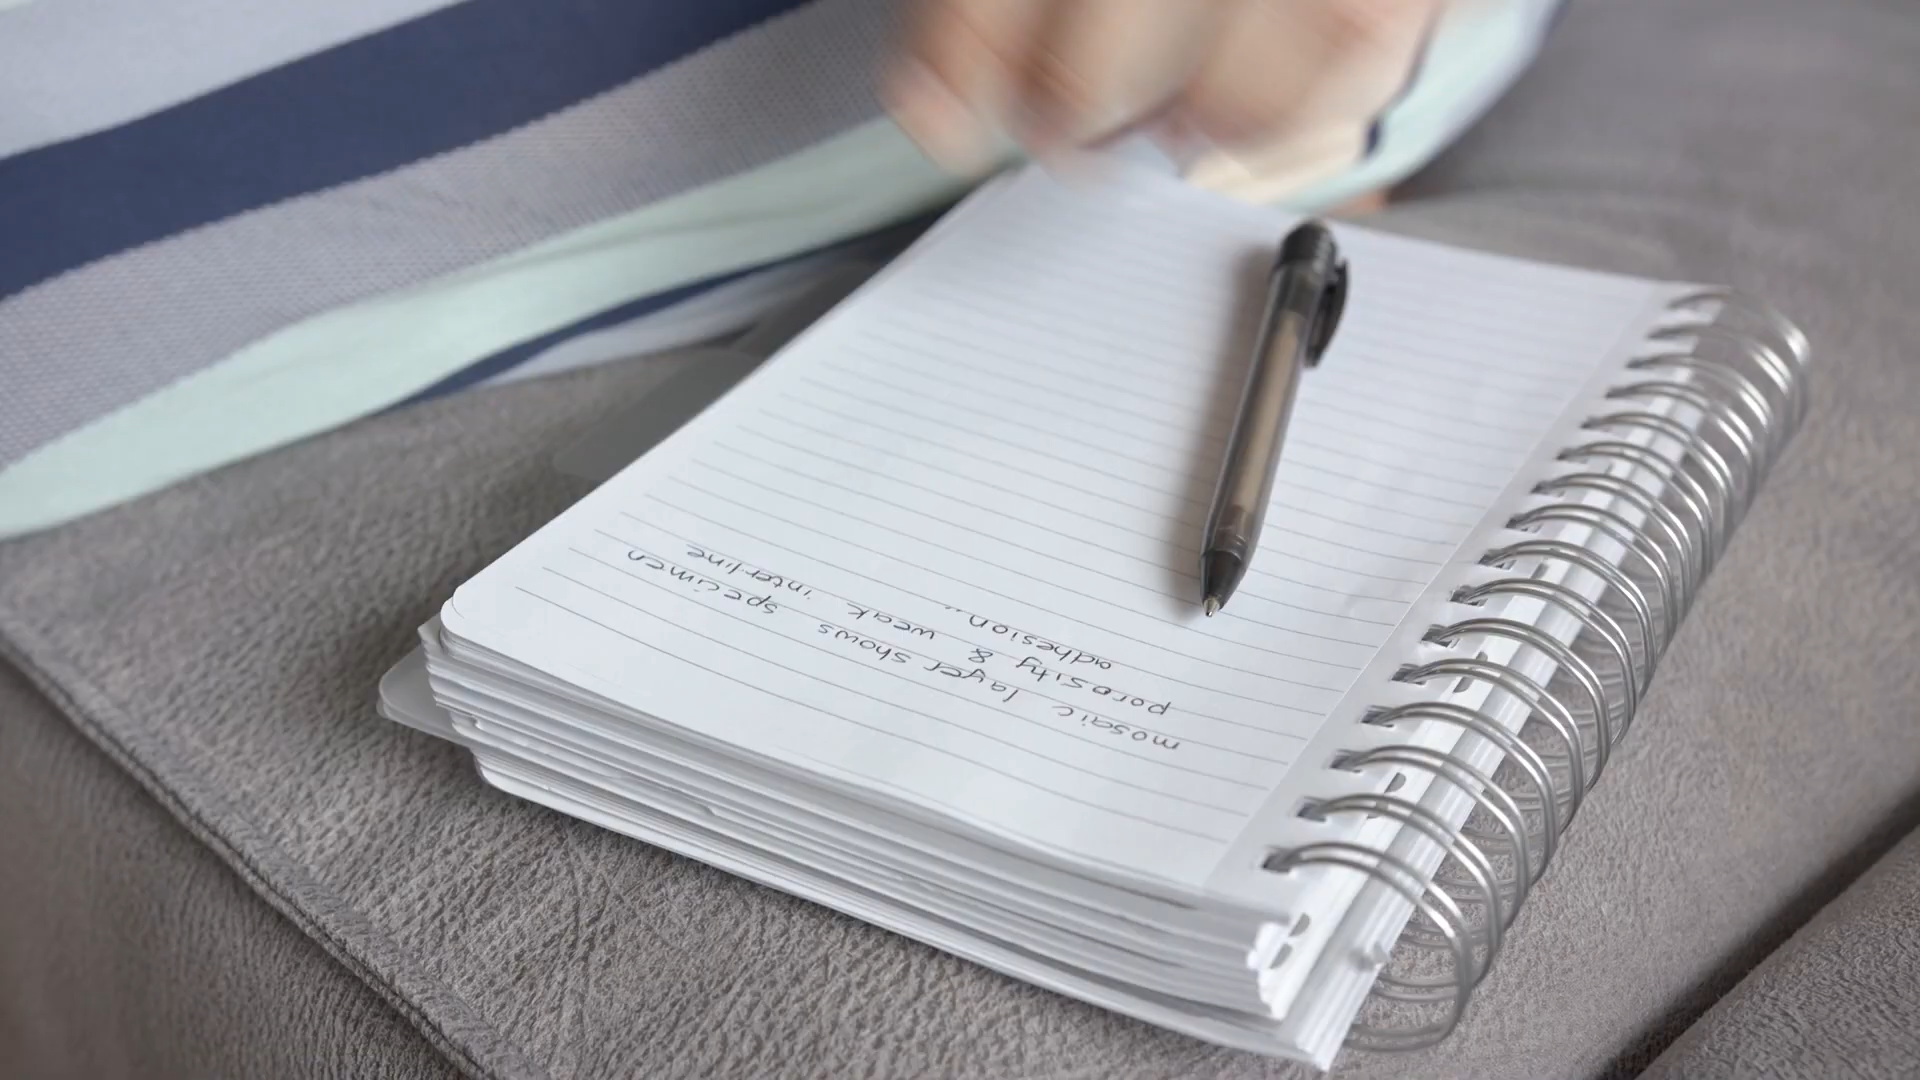 mosaic layer shows specimen
porosity & weak interline
adhesion..